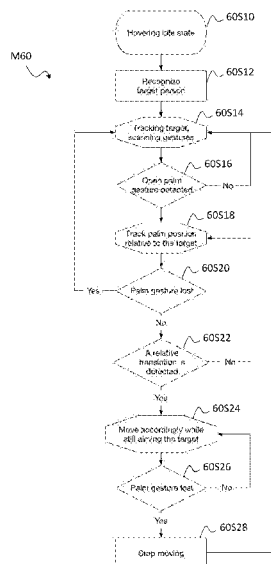 60S10
Hovering idle state
M60
60S12
Recognize
target person
60S14
Tracking target,
scanning gestures
60S16
Open palm
gesture detected
No
60S18
Track palm position
relative to the target
60S20
Yes
Palm gesture lost
No
60S22
A relative
translation is
detected
No
Yes
60S24
Move accordingly while
still aiming the target
60S26
Palm gesture lost
No
Yes
60S28
Stop moving